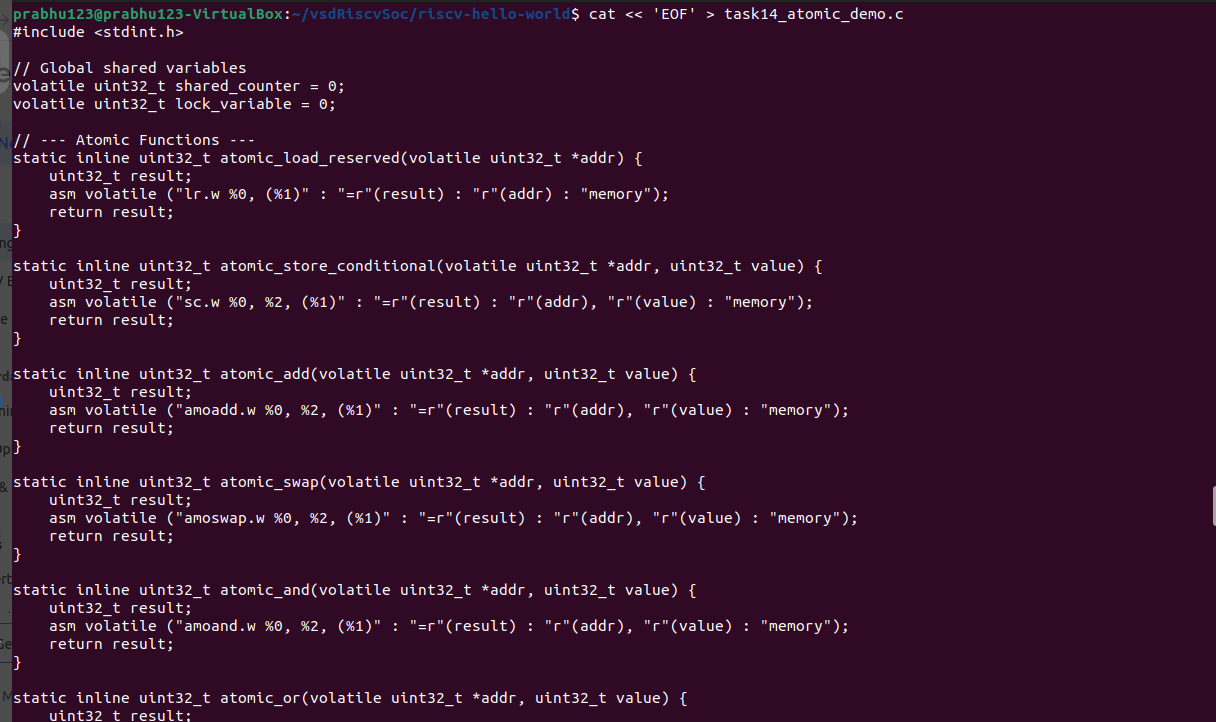 prabhu123@prabhu123-VirtualBox:~/vsdRiscvSoc/riscv-hello-world$ cat << 'EOF' > task14_atomic_demo.c
#include <stdint.h>

// Global shared variables
volatile uint32_t shared_counter = 0;
volatile uint32_t lock_variable = 0;

// --- Atomic Functions ---
static inline uint32_t atomic_load_reserved(volatile uint32_t *addr) {
    uint32_t result;
    asm volatile ("lr.w %0, (%1)" : "=r"(result) : "r"(addr) : "memory");
    return result;
}

static inline uint32_t atomic_store_conditional(volatile uint32_t *addr, uint32_t value) {
    uint32_t result;
    asm volatile ("sc.w %0, %2, (%1)" : "=r"(result) : "r"(addr), "r"(value) : "memory");
    return result;
}

static inline uint32_t atomic_add(volatile uint32_t *addr, uint32_t value) {
    uint32_t result;
    asm volatile ("amoadd.w %0, %2, (%1)" : "=r"(result) : "r"(addr), "r"(value) : "memory");
    return result;
}

static inline uint32_t atomic_swap(volatile uint32_t *addr, uint32_t value) {
    uint32_t result;
    asm volatile ("amoswap.w %0, %2, (%1)" : "=r"(result) : "r"(addr), "r"(value) : "memory");
    return result;
}

static inline uint32_t atomic_and(volatile uint32_t *addr, uint32_t value) {
    uint32_t result;
    asm volatile ("amoand.w %0, %2, (%1)" : "=r"(result) : "r"(addr), "r"(value) : "memory");
    return result;
}

static inline uint32_t atomic_or(volatile uint32_t *addr, uint32_t value) {
    uint32_t result;